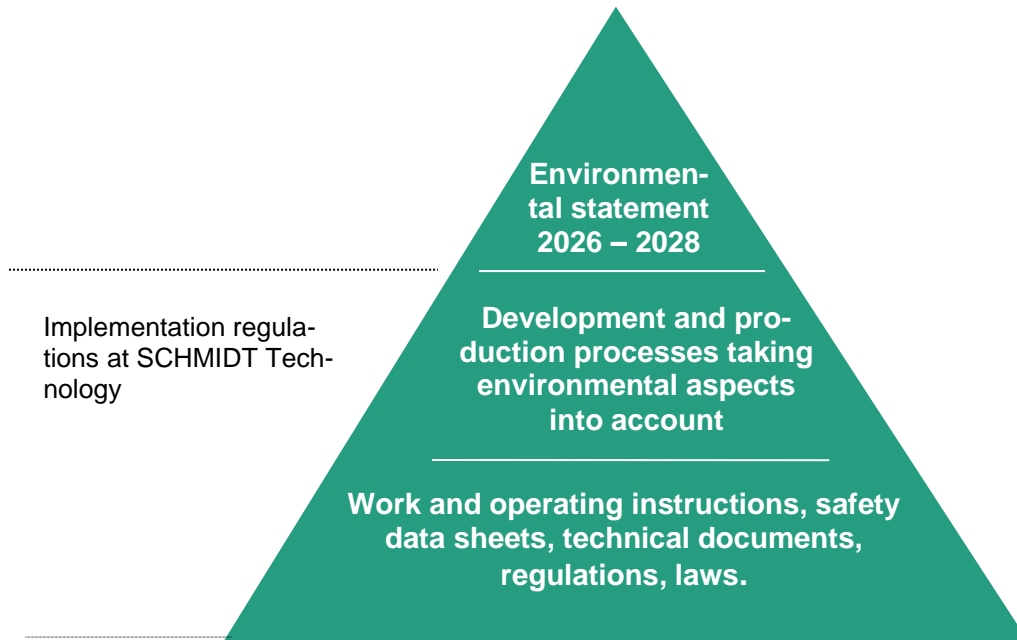 Environmen-
tal statement
2026 – 2028
Implementation regula-
tions at SCHMIDT Tech-
nology
Development and pro-
duction processes taking
environmental aspects
into account
Work and operating instructions, safety
data sheets, technical documents,
regulations, laws.